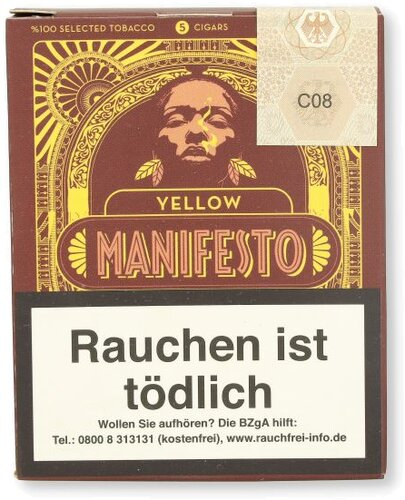 %100 SELECTED TOBACCO 5 CIGARS
C08
YELLOW
MANIFESTO
Rauchen ist
tödlich
Wollen Sie aufhören? Die BZgA hilft:
Tel.: 0800 8 313131 (kostenfrei), www.rauchfrei-info.de